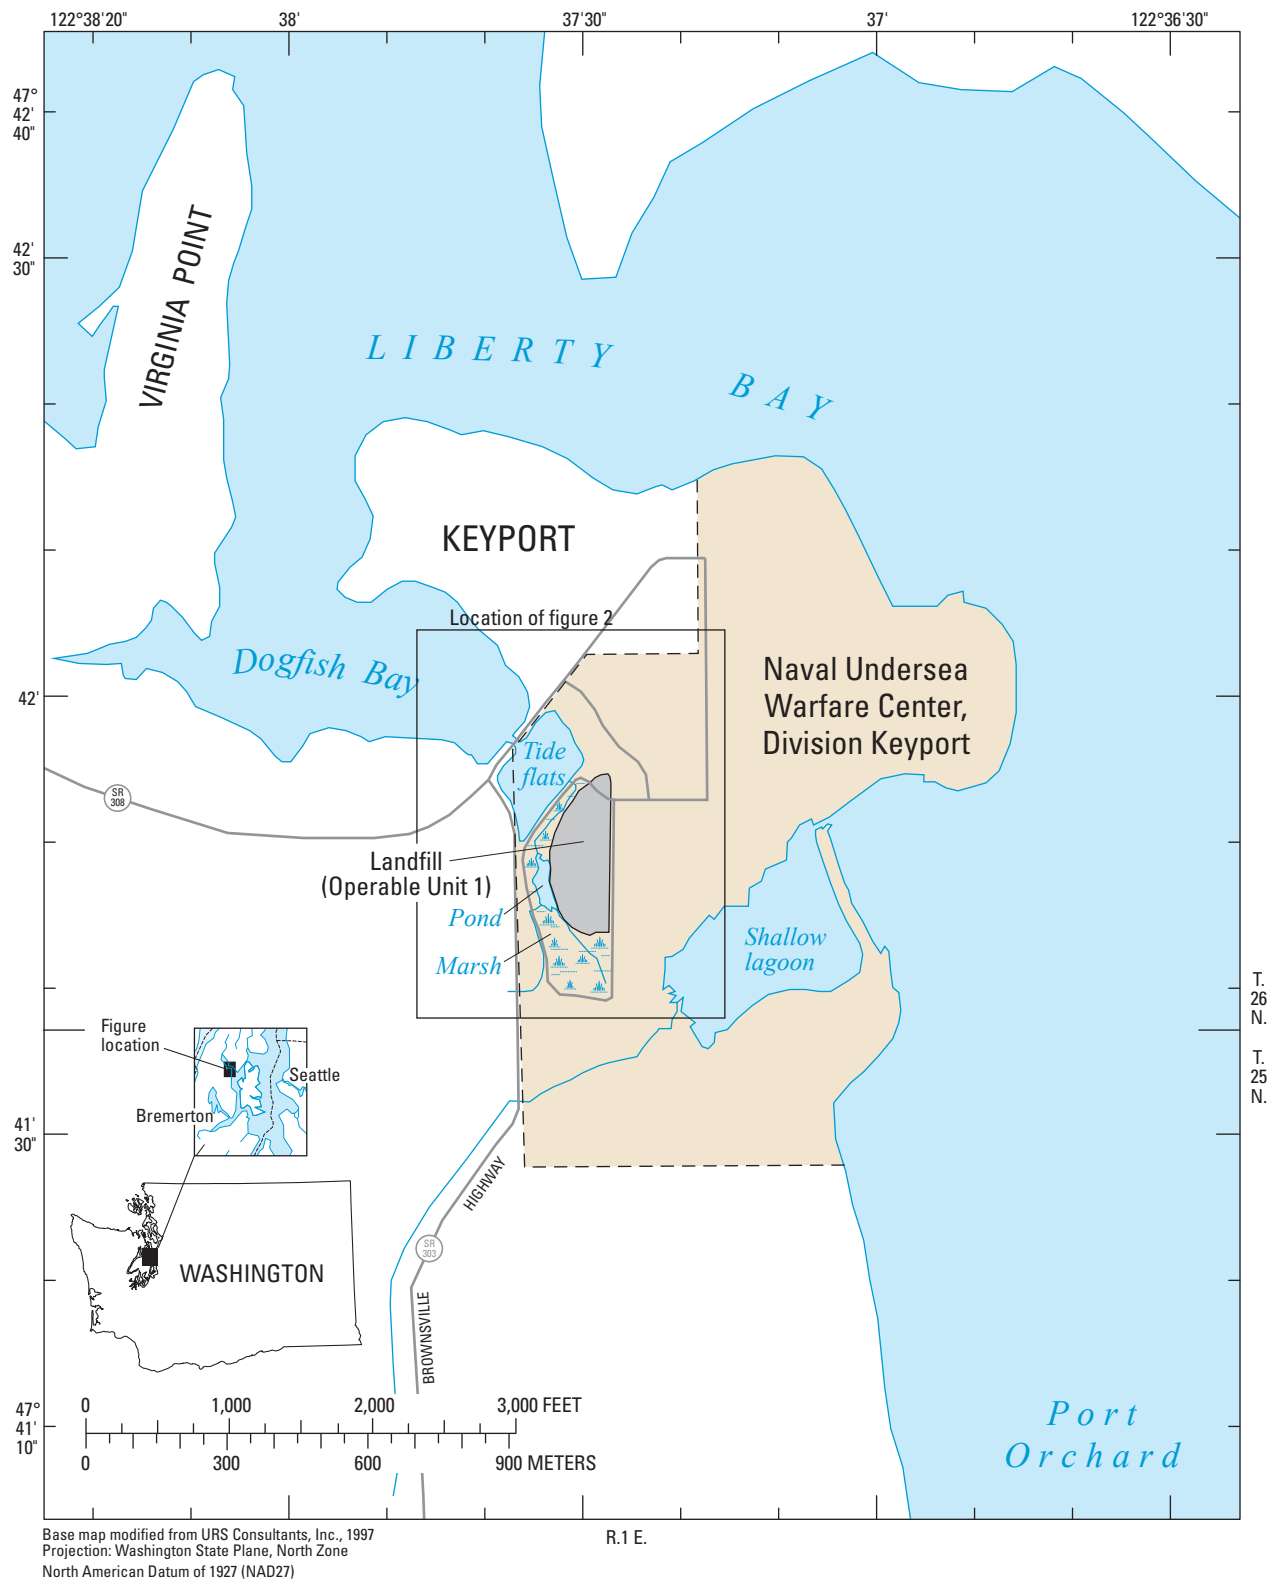 122°38'20"
38'
37'30"
37'
122°36'30"
47°
42'
40"
42'
30"
VIRGINIA POINT
LIBERTY
BAY
KEYPORT
Location of figure 2
Dogfish Bay
Naval Undersea
Warfare Center,
Division Keyport
42'
Tide
flats
SR
308
Landfill
(Operable Unit 1)
Pond
Marsh
Shallow
lagoon
T.
26
N.
T.
25
N.
Figure
location
Seattle
Bremerton
41'
30"
HIGHWAY
SR
303
WASHINGTON
BROWNSVILLE
0 1,000 2,000 3,000 FEET
0 300 600 900 METERS
47°
41'
10"
Port
Orchard
Base map modified from URS Consultants, Inc., 1997
Projection: Washington State Plane, North Zone
North American Datum of 1927 (NAD27)
R.1 E.